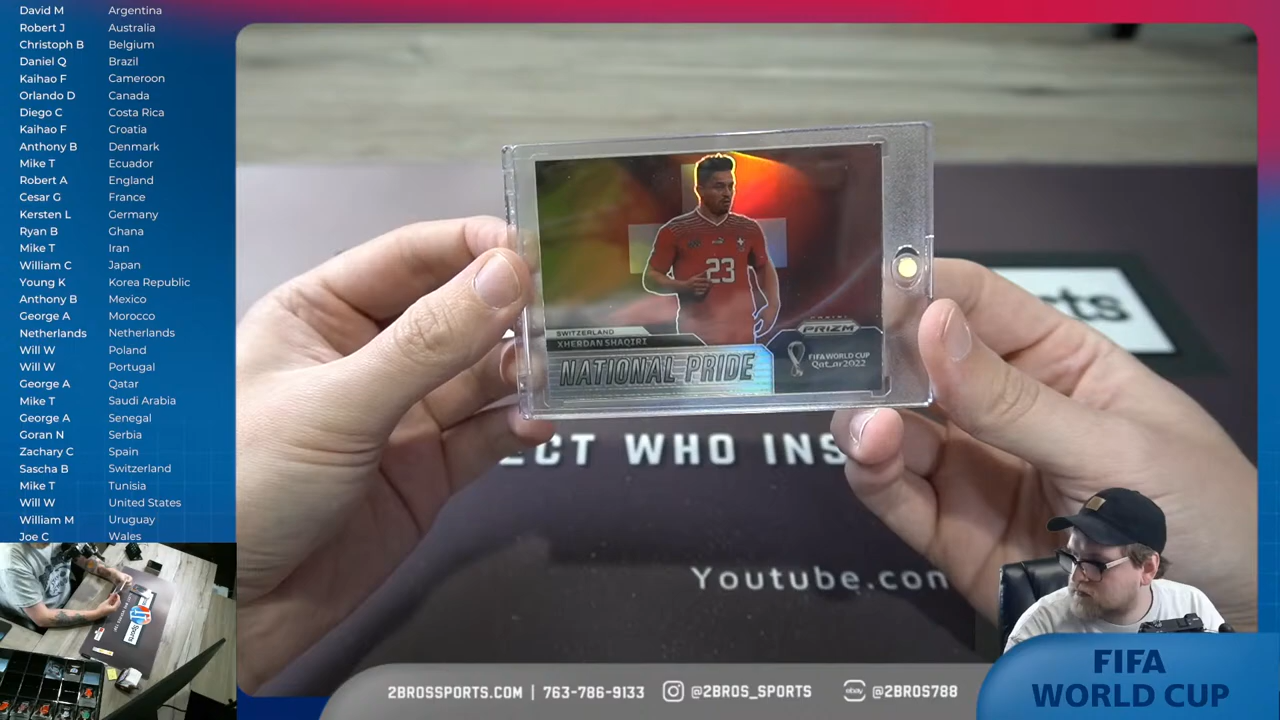 David M Argentina
Robert J Australia
Christoph B Belgium
Daniel Q Brazil
Kaihao F Cameroon
Orlando D Canada
Diego C Costa Rica
Kaihao F Croatia
Anthony B Denmark
Mike T Ecuador
Robert A England
Cesar G France
Kersten L Germany
Ryan B Ghana
Mike T Iran
William C Japan
Young K Korea Republic
Anthony B Mexico
George A Morocco
Netherlands Netherlands
Will W Poland
Will W Portugal
George A Qatar
Mike T Saudi Arabia
George A Senegal
Goran N Serbia
Zachary C Spain
Sascha B Switzerland
Mike T Tunisia
Will W United States
William M Uruguay
Joe C Wales
23
SWITZERLAND
XHERDAN SHAQIRI
NATIONAL PRIDE
PANINI
PRIZM
FIFA WORLD CUP
Qatar2022
rts
ECT WHO INS
Youtube.con
Sports
2BROSSPORTS.COM | 763-786-9133 @2BROS_SPORTS ebay @2BROS788
FIFA
WORLD CUP